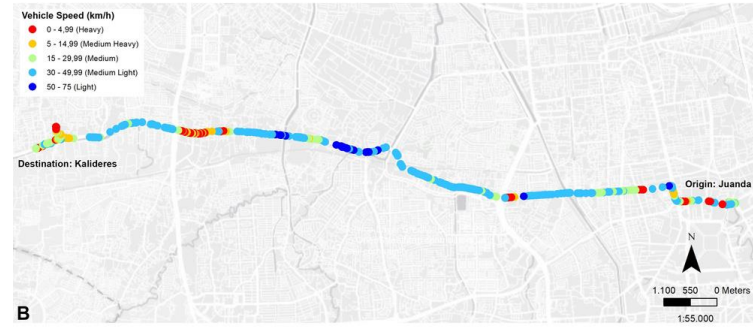 Vehicle Speed (km/h)
0 - 4,99 (Heavy)
5 - 14,99 (Medium Heavy)
15 - 29,99 (Medium)
30 - 49,99 (Medium Light)
50 - 75 (Light)
Destination: Kalideres
Origin: Juanda
N
1.100 550 0 Meters
1:55.000
B